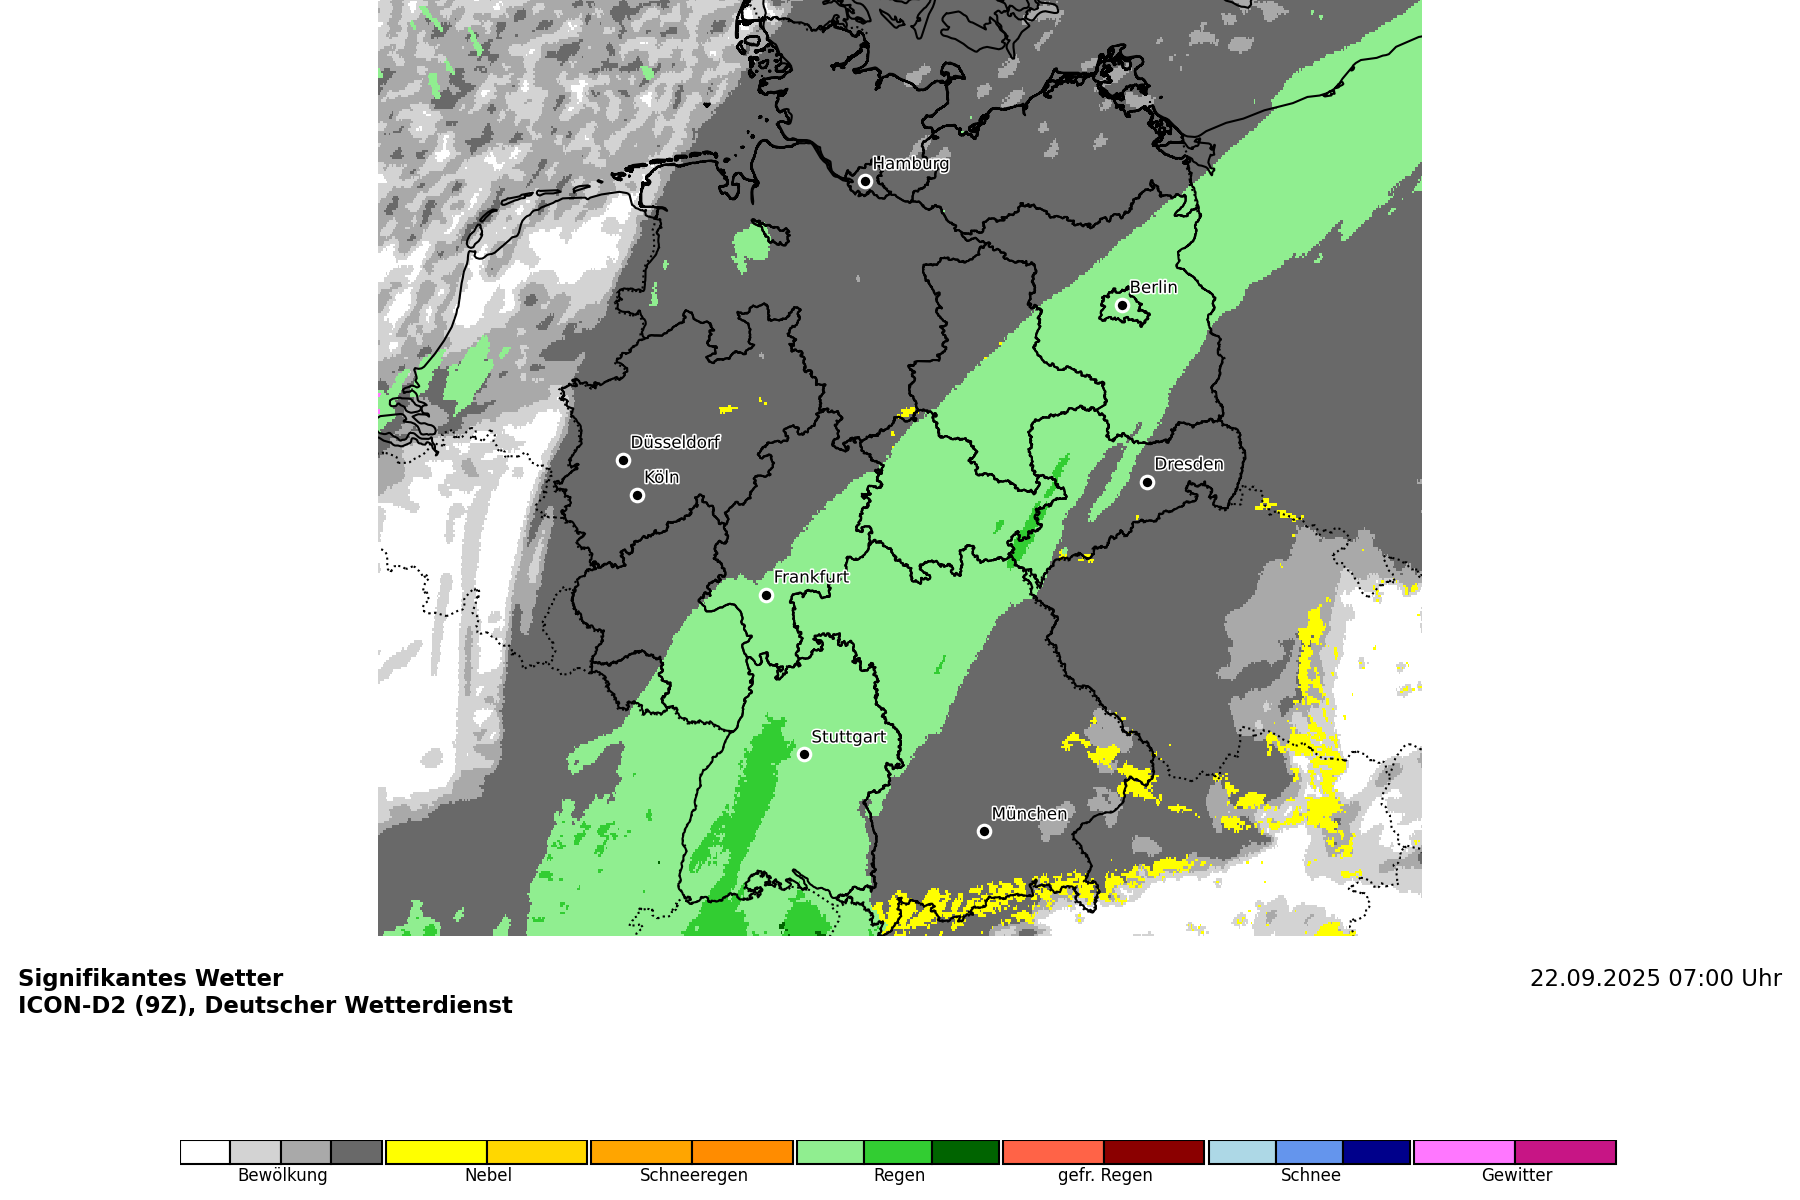 Hamburg
Berlin
Düsseldorf
Köln
Dresden
Frankfurt
Stuttgart
München
Signifikantes Wetter
22.09.2025 07:00 Uhr
ICON-D2 (9Z), Deutscher Wetterdienst
Bewölkung
Nebel
Schneeregen
Regen
gefr. Regen
Schnee
Gewitter